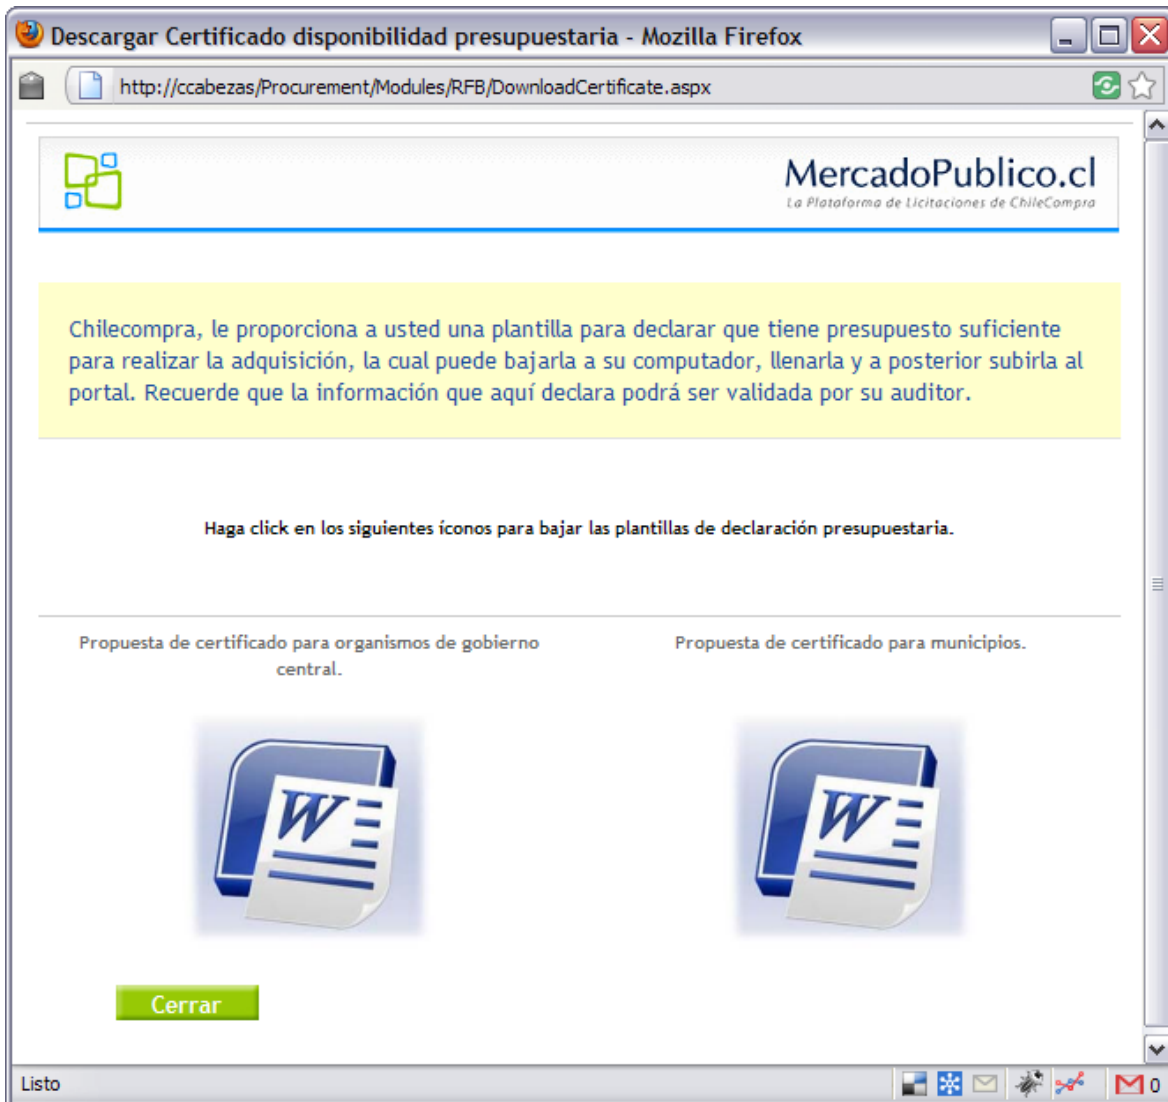 Descargar Certificado disponibilidad presupuestaria - Mozilla Firefox
http://ccabezas/Procurement/Modules/RFB/DownloadCertificate.aspx
MercadoPublico.cl
La Plataforma de Licitaciones de ChileCompra
Chilecompra, le proporciona a usted una plantilla para declarar que tiene presupuesto suficiente
para realizar la adquisición, la cual puede bajarla a su computador, llenarla y a posterior subirla al
portal. Recuerde que la información que aquí declara podrá ser validada por su auditor.
Haga click en los siguientes íconos para bajar las plantillas de declaración presupuestaria.
Propuesta de certificado para organismos de gobierno
central.
Propuesta de certificado para municipios.
W
W
Cerrar
Listo
0